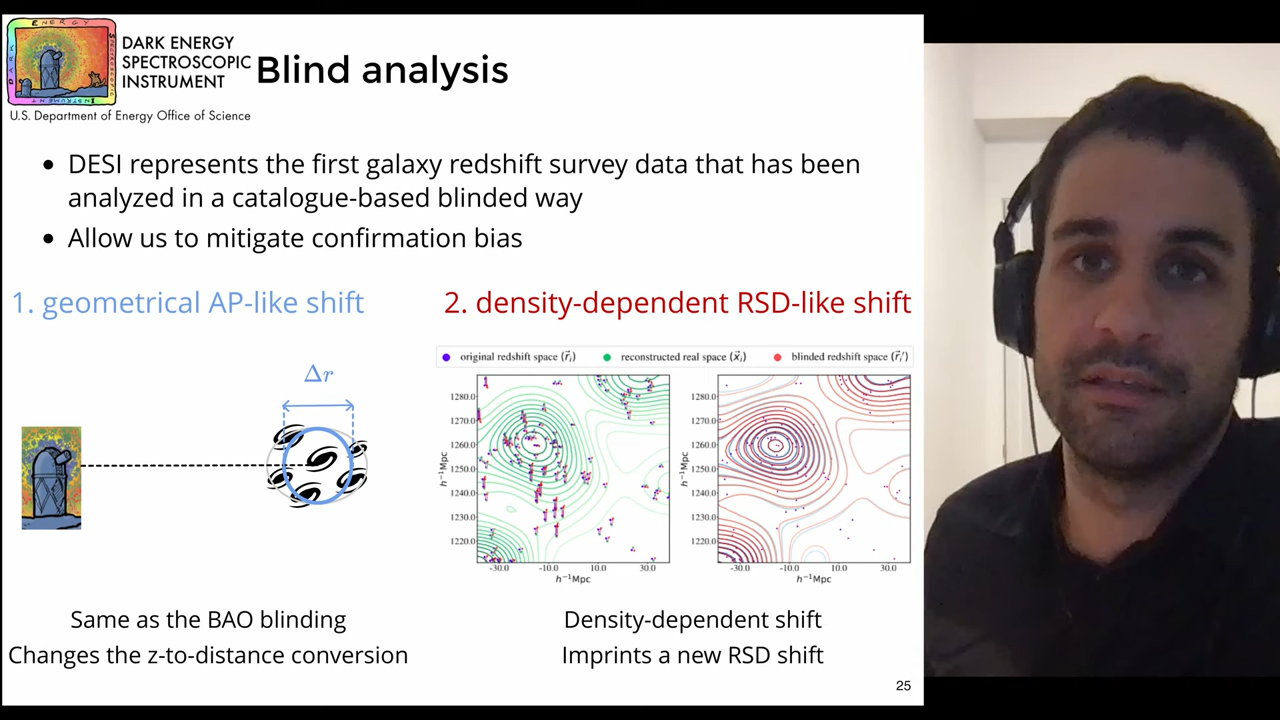 DARK ENERGY
SPECTROSCOPIC
INSTRUMENT
U.S. Department of Energy Office of Science
Blind analysis
• DESI represents the first galaxy redshift survey data that has been
analyzed in a catalogue-based blinded way
• Allow us to mitigate confirmation bias
1. geometrical AP-like shift
Δr
Same as the BAO blinding
Changes the z-to-distance conversion
2. density-dependent RSD-like shift
original redshift space (r⃗ᵢ) reconstructed real space (x⃗ᵢ) blinded redshift space (r⃗ᵢ′)
1280.0
1270.0
1260.0
1250.0
1240.0
1230.0
1220.0
h⁻¹Mpc
-30.0 -10.0 10.0 30.0
h⁻¹Mpc
1280.0
1270.0
1260.0
1250.0
1240.0
1230.0
1220.0
h⁻¹Mpc
-30.0 -10.0 10.0 30.0
h⁻¹Mpc
Density-dependent shift
Imprints a new RSD shift
25